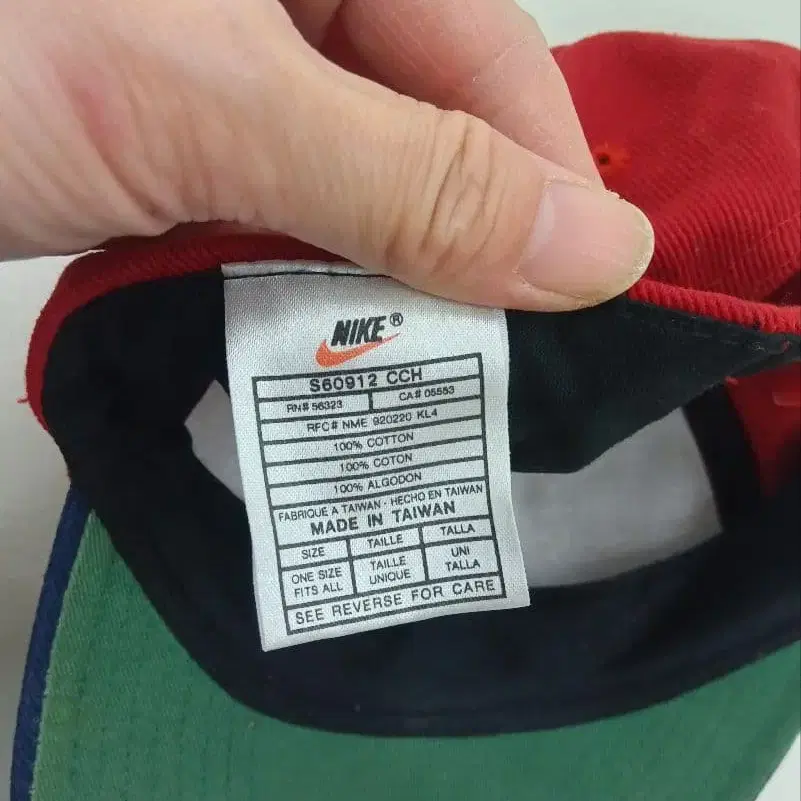 NIKE®
S60912 CCH
RN# 56323 CA# 05553
RFC# NME 920220 KL4
100% COTTON
100% COTON
100% ALGODON
FABRIQUE A TAIWAN · HECHO EN TAIWAN
MADE IN TAIWAN
SIZE TAILLE TALLA
ONE SIZE FITS ALL TAILLE UNIQUE UNI TALLA
SEE REVERSE FOR CARE